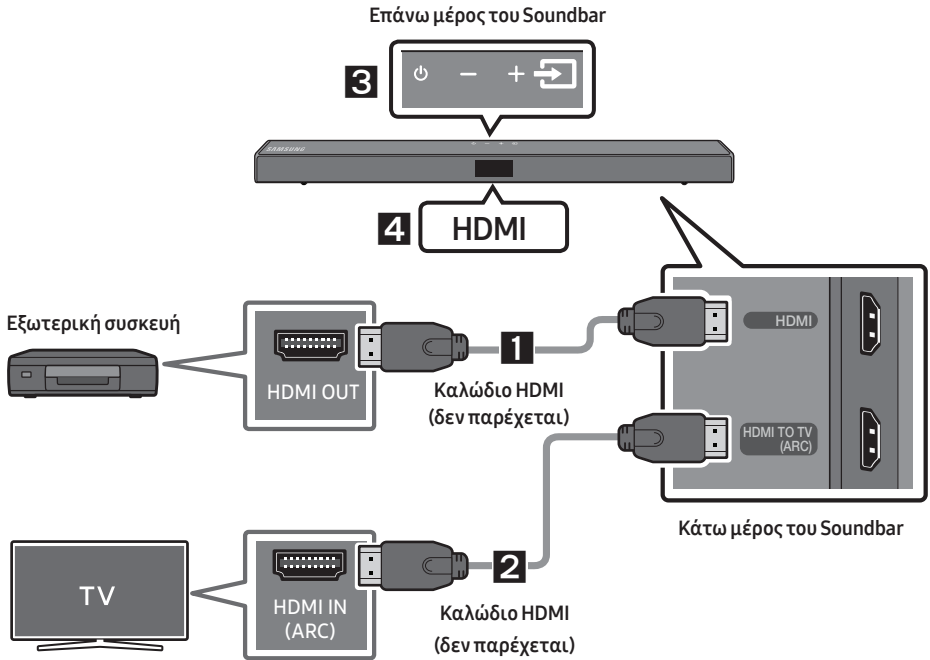 Επάνω μέρος του Soundbar
3
SAMSUNG
4
HDMI
Εξωτερική συσκευή
HDMI OUT
1
Καλώδιο HDMI
(δεν παρέχεται)
HDMI
HDMI TO TV
(ARC)
Κάτω μέρος του Soundbar
TV
HDMI IN
(ARC)
2
Καλώδιο HDMI
(δεν παρέχεται)